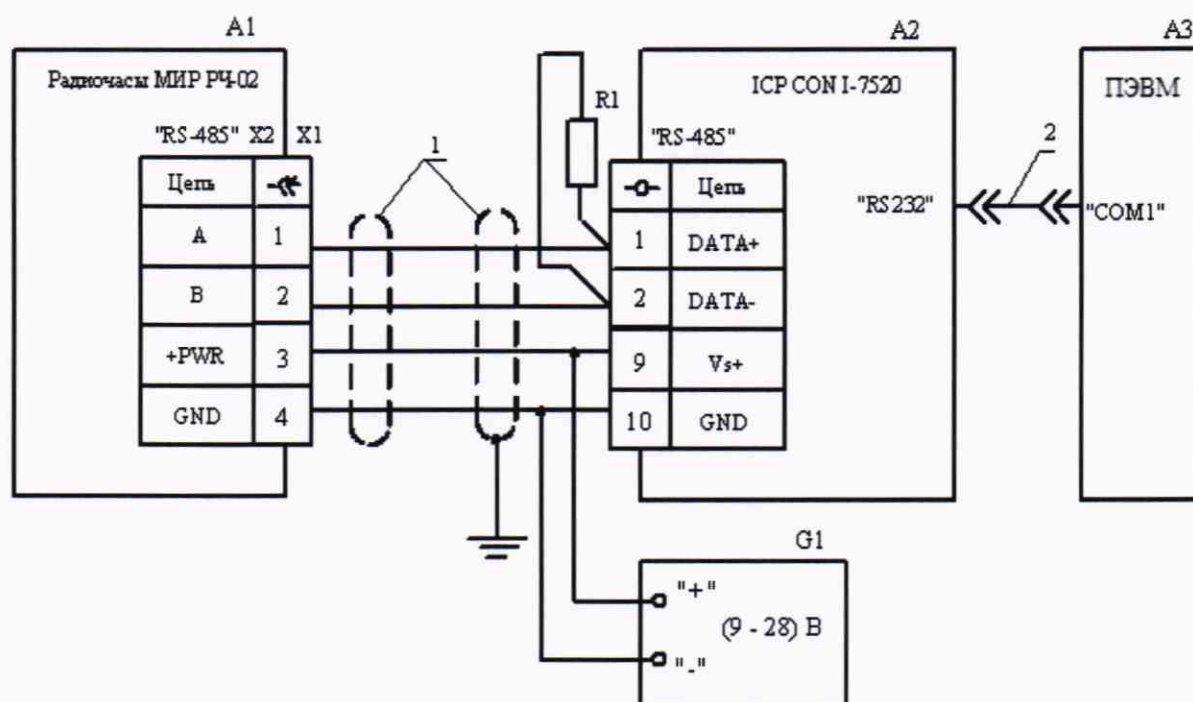 A1
Радиочасы МИР РЧ-02
"RS-485" X2 X1
Цепь
A 1
B 2
+PWR 3
GND 4
1
R1
A2
ICP CON I-7520
"RS-485"
Цепь
1 DATA+
2 DATA-
9 Vs+
10 GND
"RS232"
2
A3
ПЭВМ
"COM1"
G1
"+"
(9 - 28) В
"-"